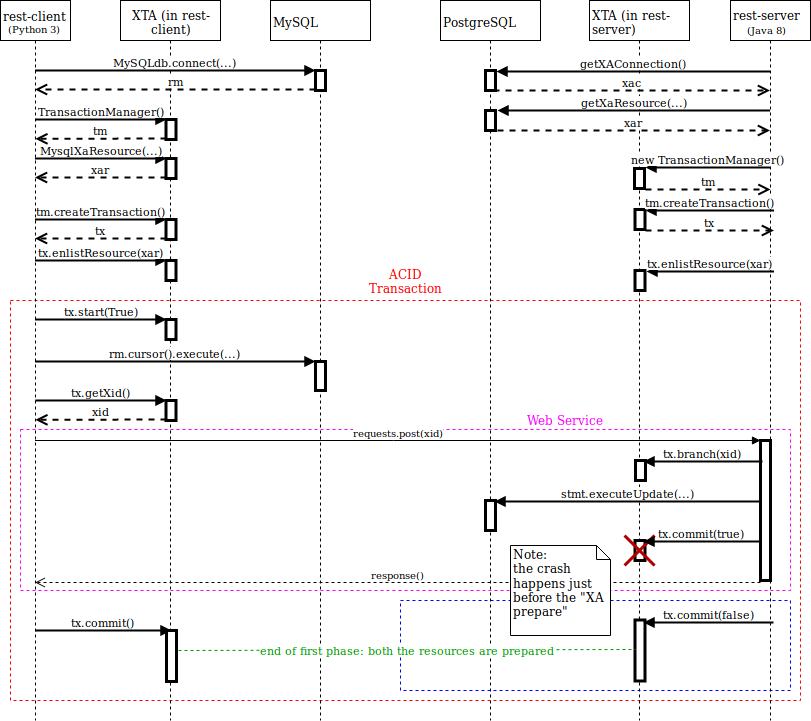 rest-client
(Python 3)
XTA (in rest-
client)
MySQL
PostgreSQL
XTA (in rest-
server)
rest-server
(Java 8)
MySQLdb.connect(...)
getXAConnection()
rm
xac
getXaResource(...)
TransactionManager()
xar
tm
MysqlXaResource(...)
new TransactionManager()
xar
tm
tm.createTransaction()
tm.createTransaction()
tx
tx
tx.enlistResource(xar)
tx.enlistResource(xar)
ACID
Transaction
tx.start(True)
rm.cursor().execute(...)
tx.getXid()
xid
Web Service
requests.post(xid)
tx.branch(xid)
stmt.executeUpdate(...)
tx.commit(true)
Note:
the crash
happens just
before the "XA
prepare"
response()
tx.commit()
tx.commit(false)
end of first phase: both the resources are prepared